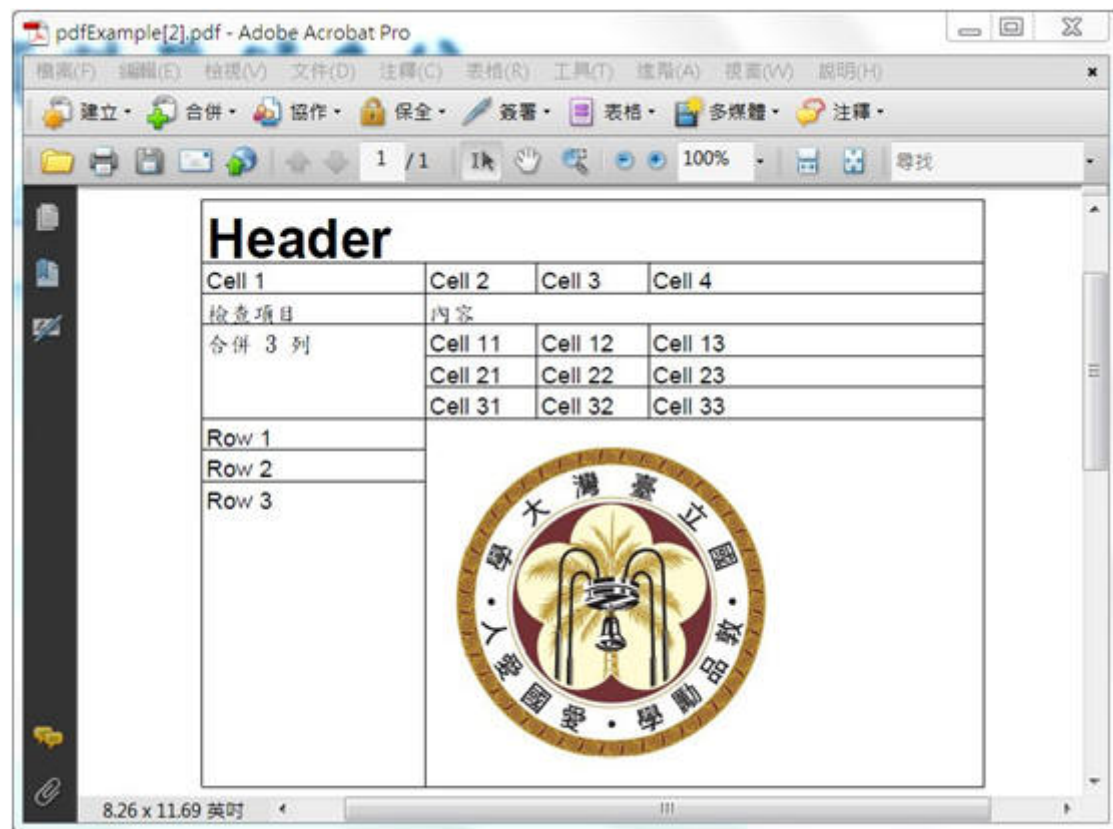 pdfExample[2].pdf - Adobe Acrobat Pro
檔案(F) 編輯(E) 檢視(V) 文件(D) 注釋(C) 表格(R) 工具(T) 進階(A) 視窗(W) 說明(H)
建立 合併 協作 保全 簽署 表格 多媒體 注釋
1 / 1 100% 尋找
Header
Cell 1 Cell 2 Cell 3 Cell 4
檢查項目 內容
合併 3 列 Cell 11 Cell 12 Cell 13
Cell 21 Cell 22 Cell 23
Cell 31 Cell 32 Cell 33
Row 1
Row 2
Row 3
國立臺灣大學
敦品勵學·愛國愛人
8.26 x 11.69 英吋